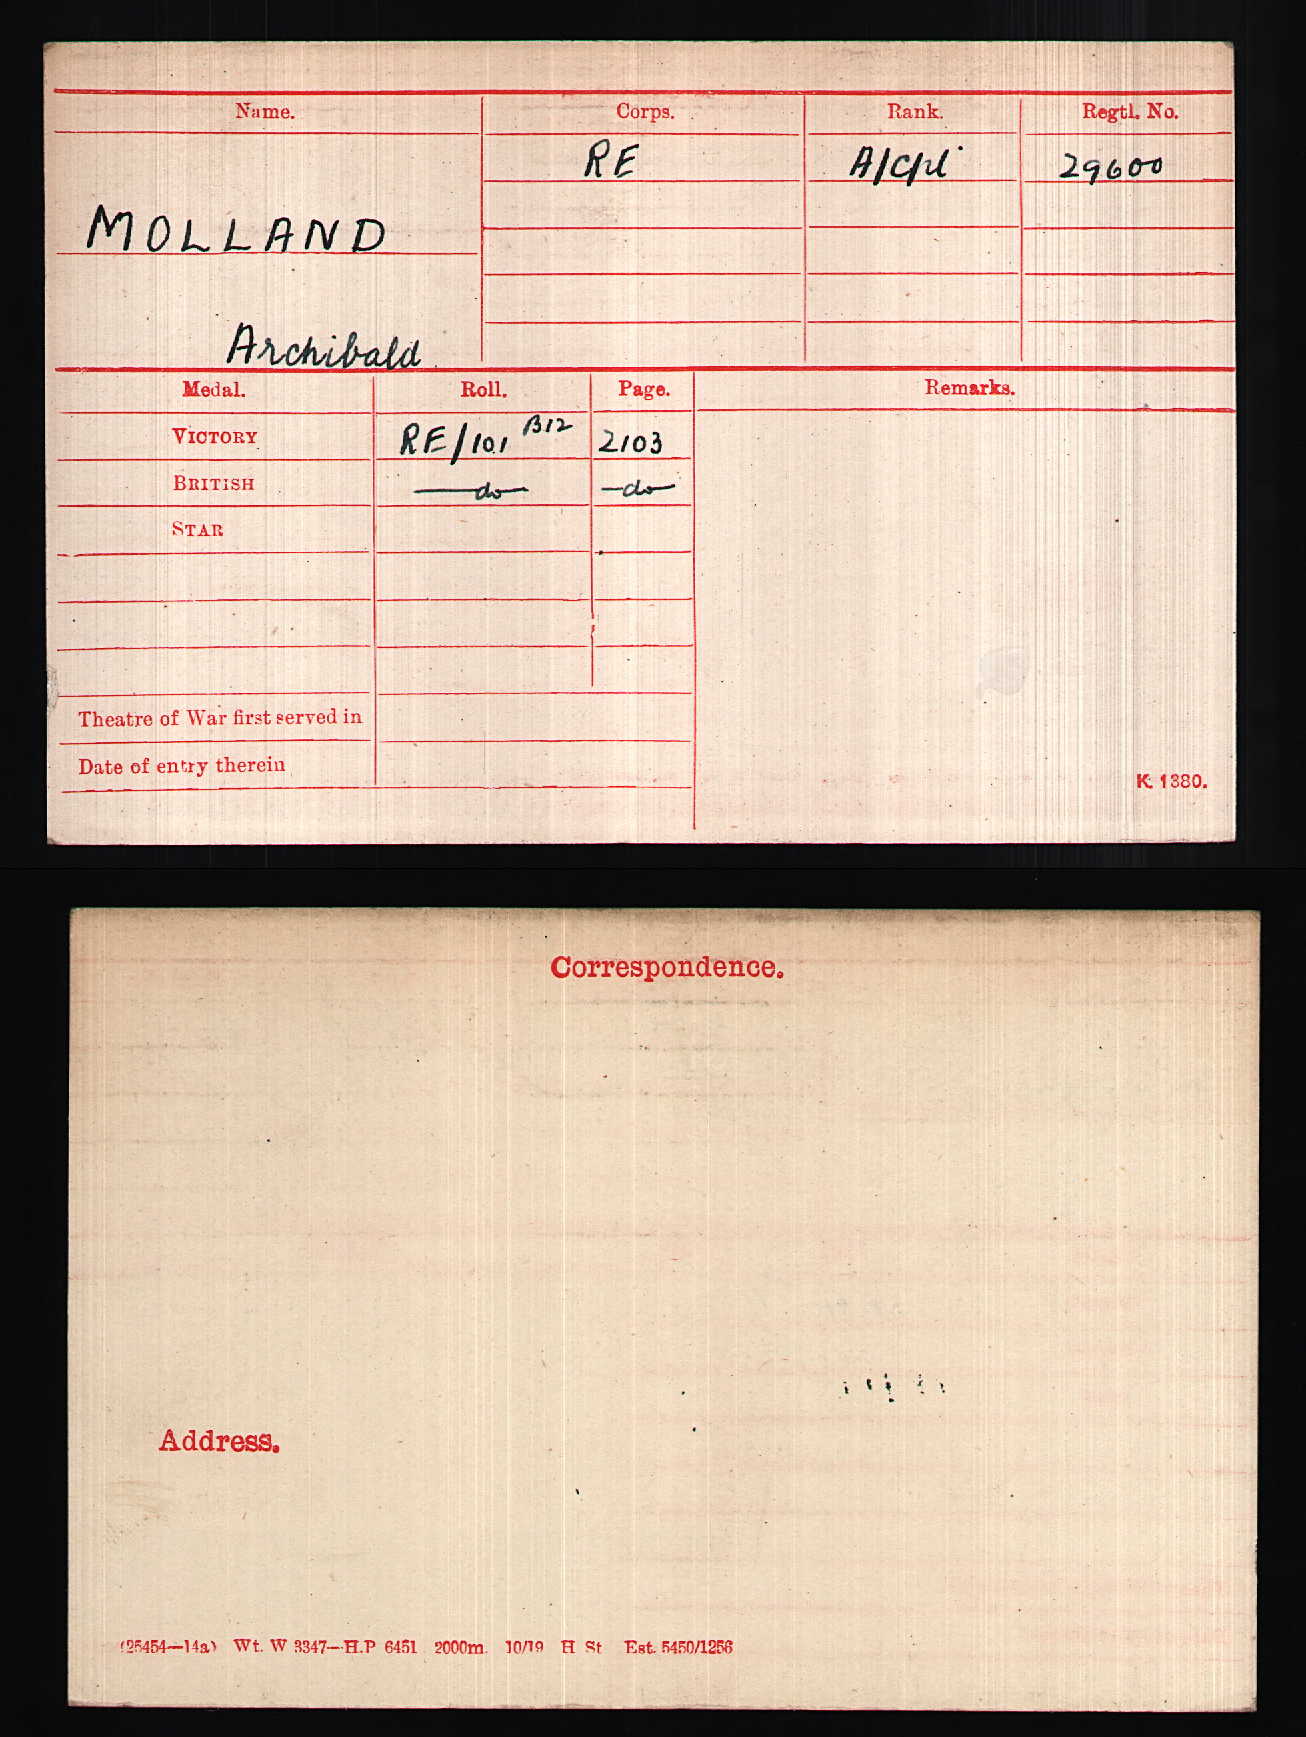 Name. Corps. Rank. Regtl. No.
RE A/Cpl 29600
MOLLAND
Archibald
Medal. Roll. Page. Remarks.
VICTORY RE/101 B12 2103
BRITISH —do— —do—
STAR
Theatre of War first served in
Date of entry therein
K. 1380.
Correspondence.
Address.
(25454—14a) Wt. W 3347—H.P 6451 2000m. 10/19 H St Est. 5450/1256